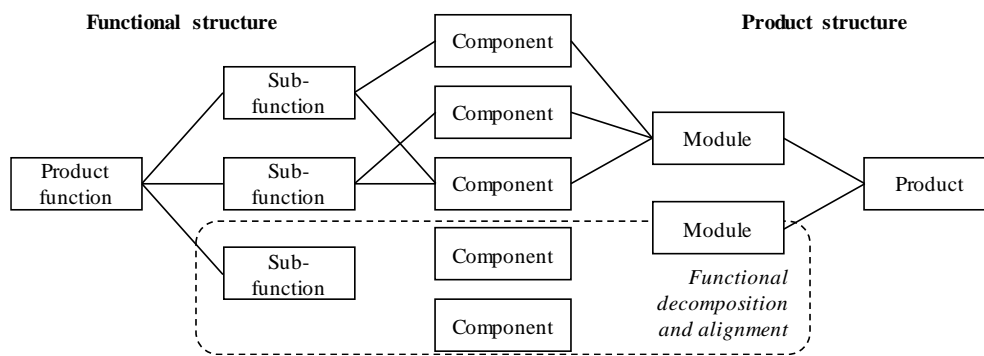 Functional structure
Product structure
Product
function
Sub-
function
Sub-
function
Sub-
function
Component
Component
Component
Component
Component
Module
Module
Product
Functional
decomposition
and alignment